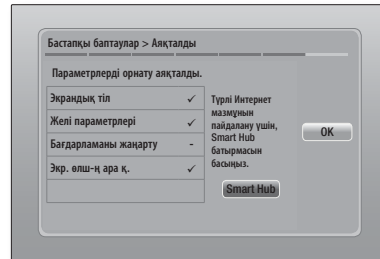 Бастапқы баптаулар > Аяқталды
Параметрлерді орнату аяқталды.
Экрандық тіл ✓
Желі параметрлері ✓
Бағдарламаны жаңарту -
Экр. өлш-ң ара қ. ✓
Түрлі Интернет
мазмұнын
пайдалану үшін,
Smart Hub
батырмасын
басыңыз.
Smart Hub
OK